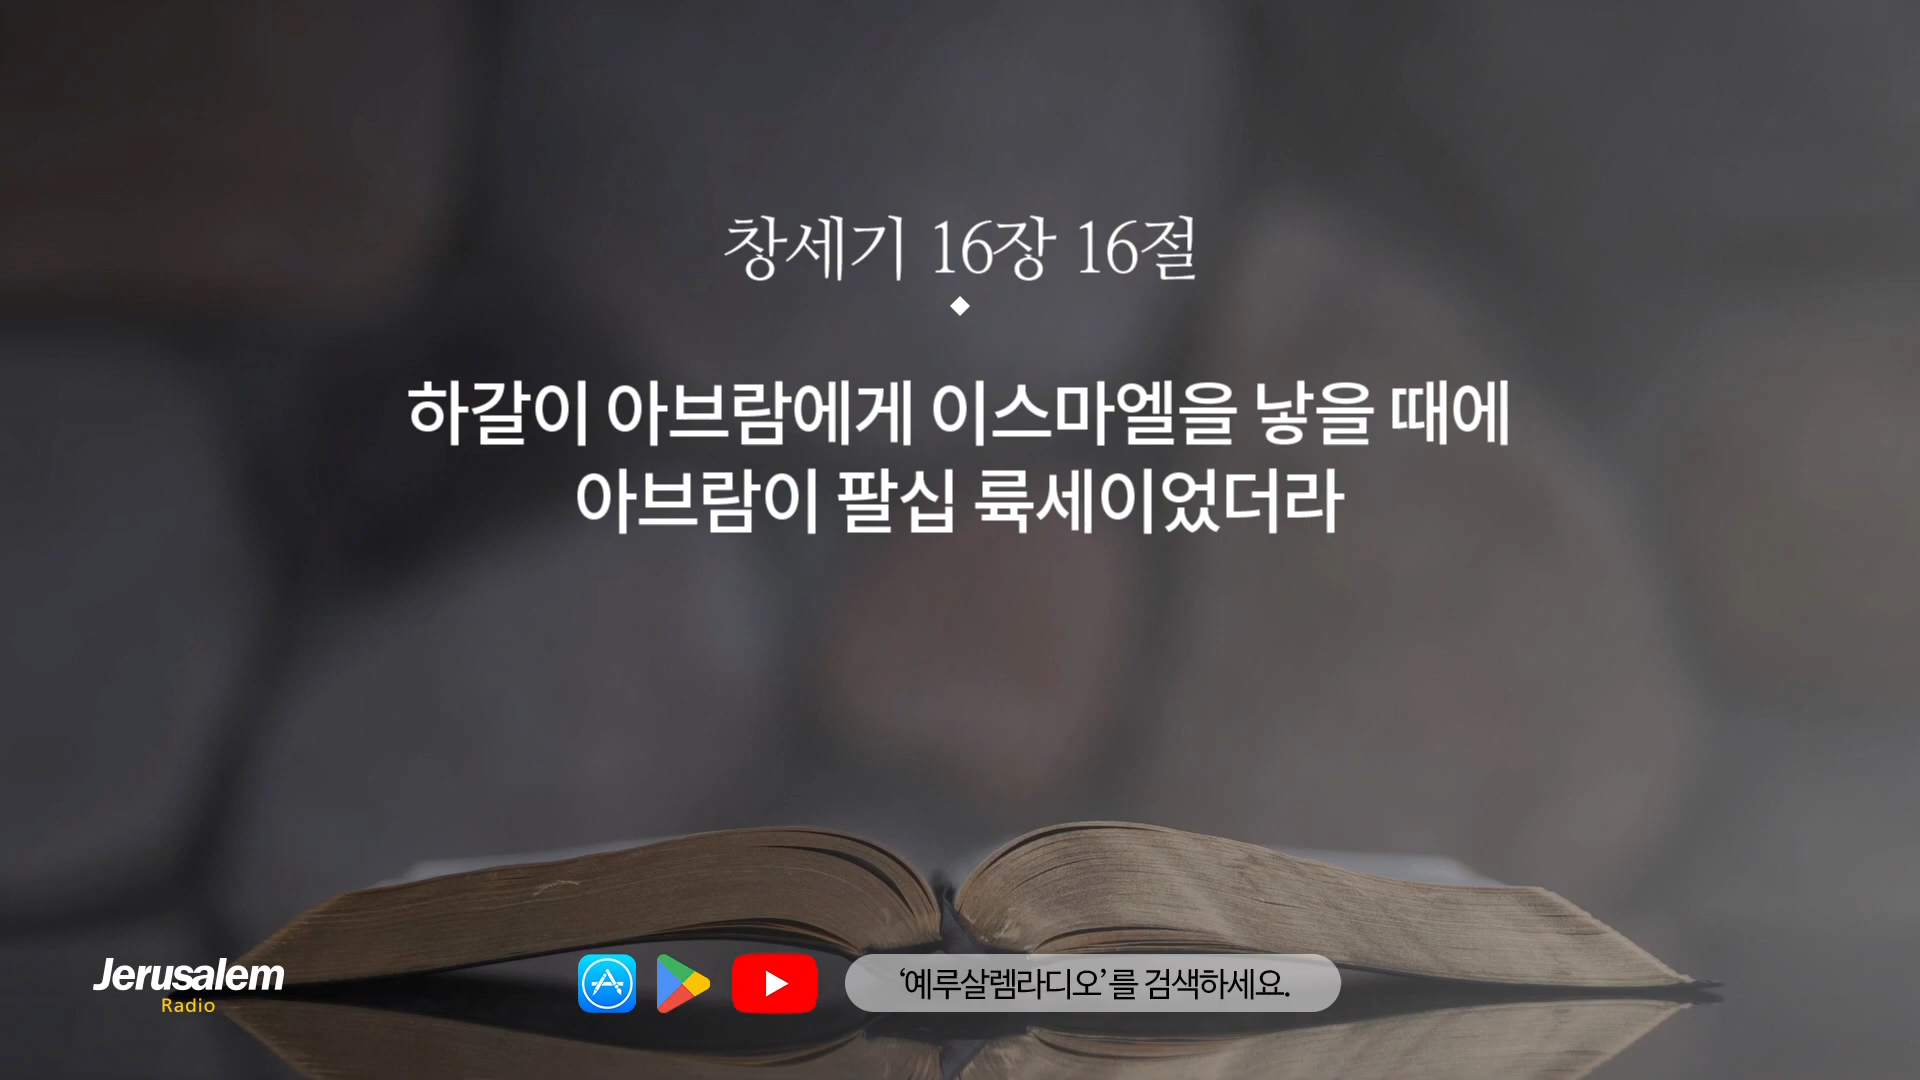 창세기 16장 16절
하갈이 아브람에게 이스마엘을 낳을 때에
아브람이 팔십 륙세이었더라
Jerusalem
Radio
‘예루살렘라디오’를 검색하세요.